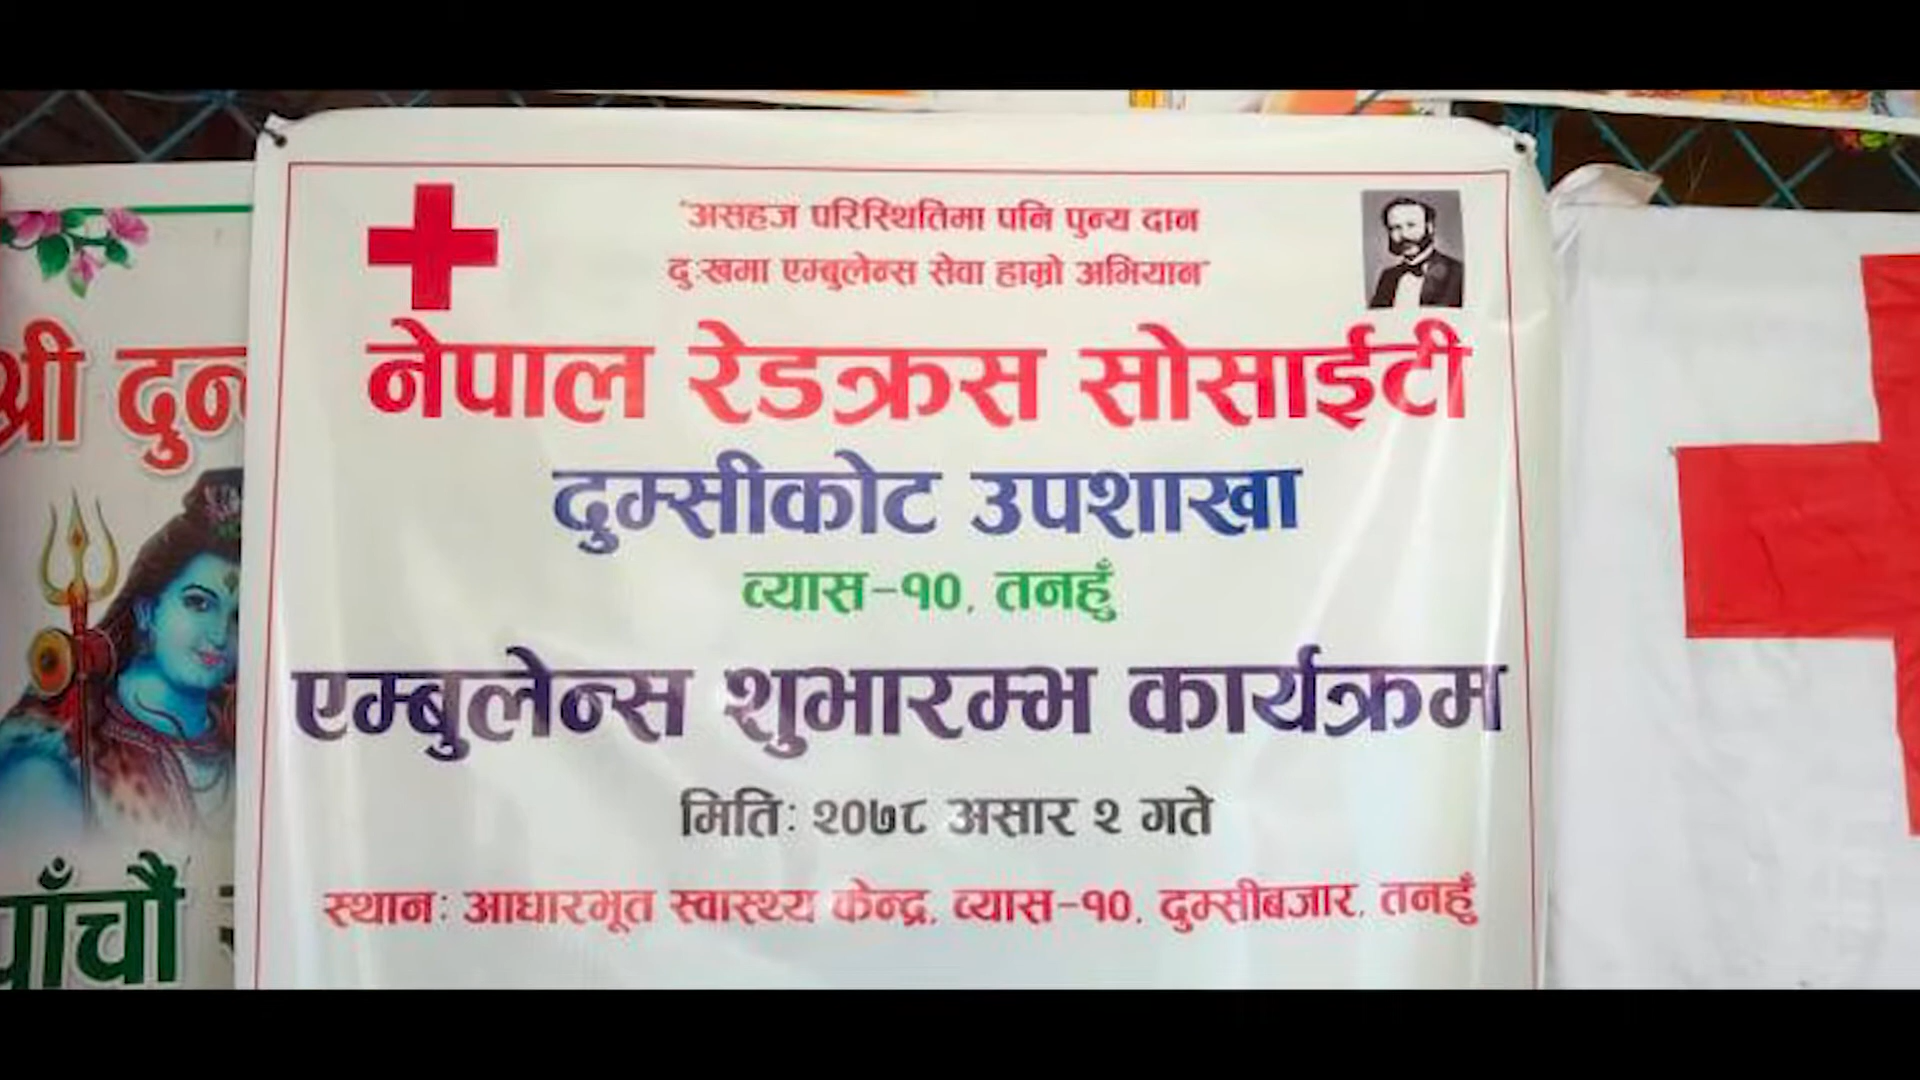 "असहज परिस्थितिमा पनि पुन्य दान
दुःखमा एम्बुलेन्स सेवा हाम्रो अभियान"
नेपाल रेडक्रस सोसाईटी
दुम्सीकोट उपशाखा
व्यास-१०, तनहुँ
एम्बुलेन्स शुभारम्भ कार्यक्रम
मितिः २०७८ असार २ गते
स्थानः आधारभूत स्वास्थ्य केन्द्र, व्यास-१०, दुम्सीबजार, तनहुँ
श्री
पाँचौं